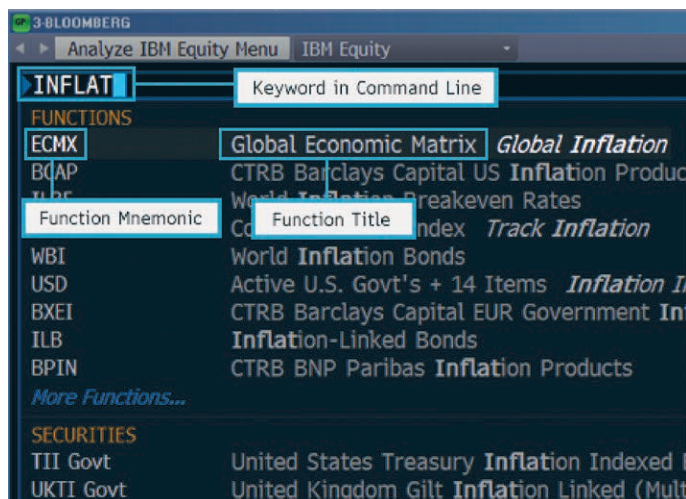 3-BLOOMBERG
Analyze IBM Equity Menu IBM Equity
INFLAT
Keyword in Command Line
FUNCTIONS
ECMX Global Economic Matrix Global Inflation
BCAP CTRB Barclays Capital US Inflation Produc
World Inflation Breakeven Rates
Function Mnemonic Function Title
ndex Track Inflation
WBI World Inflation Bonds
USD Active U.S. Govt's + 14 Items Inflation I
BXEI CTRB Barclays Capital EUR Government In
ILB Inflation-Linked Bonds
BPIN CTRB BNP Paribas Inflation Products
More Functions...
SECURITIES
TII Govt United States Treasury Inflation Indexed
UKTI Govt United Kingdom Gilt Inflation Linked (Mult